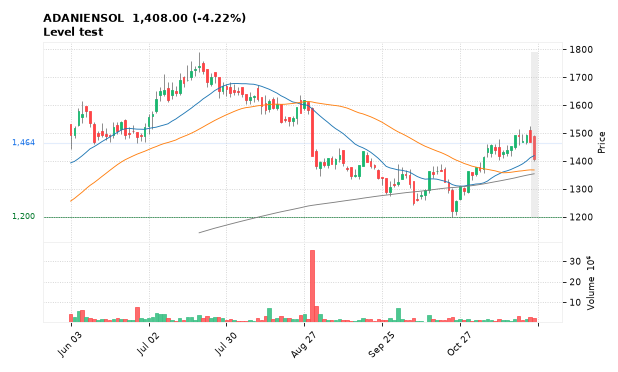 ADANIENSOL 1,408.00 (-4.22%)
Level test
1800
1700
1600
1500
1,464
1400
1300
1,200
1200
Price
30
20
10
Volume 10⁶
Jun 03
Jul 02
Jul 30
Aug 27
Sep 25
Oct 27